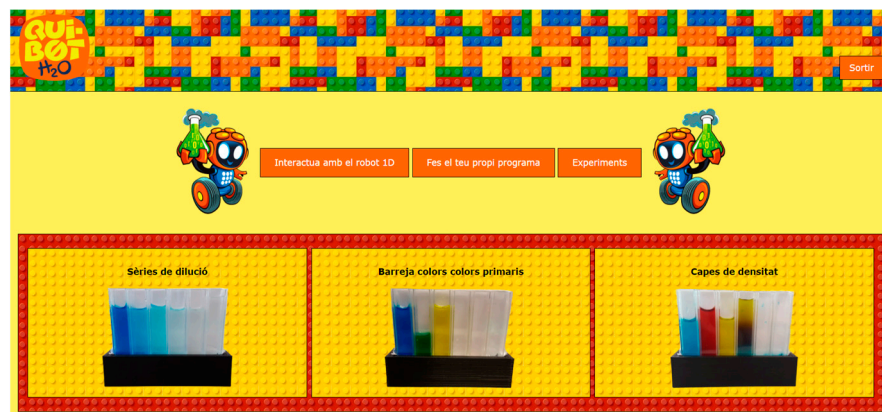 QUI-
BØT
H₂O
Sortir
Interactua amb el robot 1D
Fes el teu propi programa
Experiments
Sèries de dilució
Barreja colors colors primaris
Capes de densitat